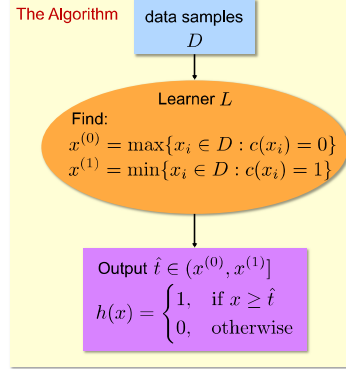 The Algorithm
data samples
D
Learner L
Find:
x^{(0)} = max{x_i ∈ D : c(x_i) = 0}
x^{(1)} = min{x_i ∈ D : c(x_i) = 1}
Output t̂ ∈ (x^{(0)}, x^{(1)}]
h(x) = {1, if x ≥ t̂
0, otherwise